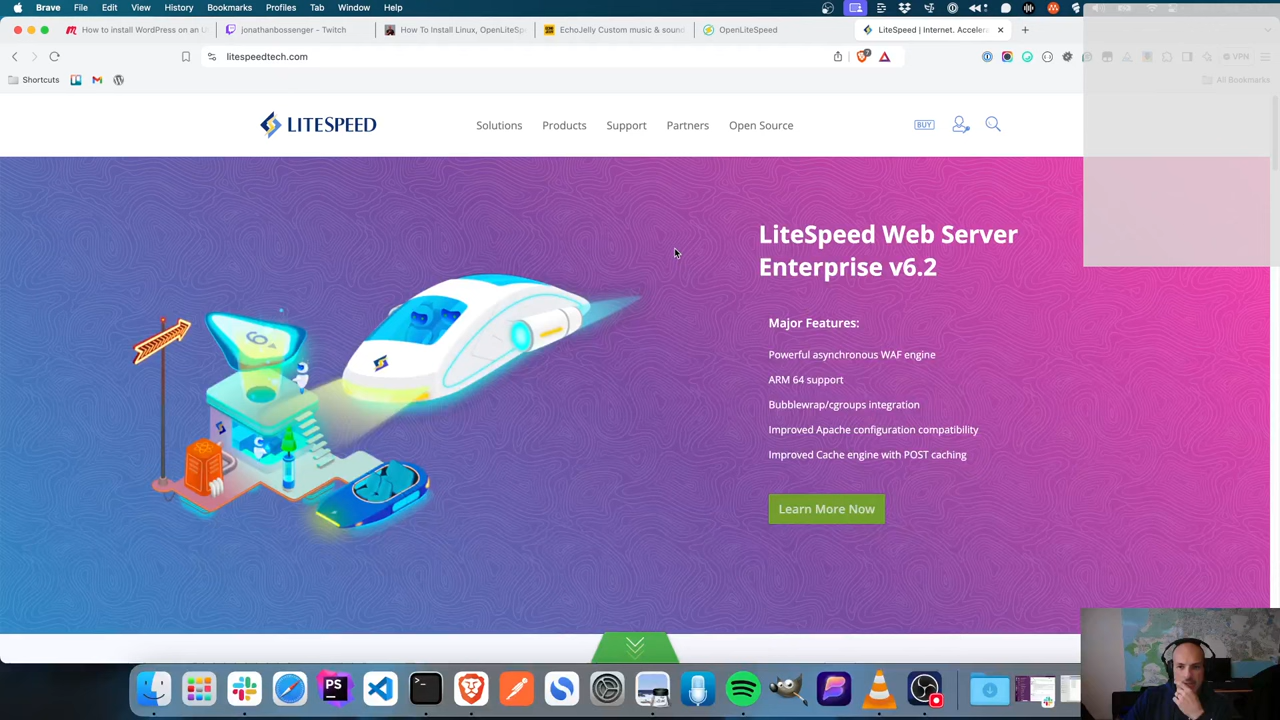 Brave File Edit View History Bookmarks Profiles Tab Window Help
How to install WordPress on an U
jonathanbossenger - Twitch
How To Install Linux, OpenLiteSp
EchoJelly Custom music & sound
OpenLiteSpeed
LiteSpeed | Internet. Accelera
litespeedtech.com
7
VPN
Shortcuts
All Bookmarks
LITESPEED
Solutions Products Support Partners Open Source
BUY
LiteSpeed Web Server
Enterprise v6.2
Major Features:
Powerful asynchronous WAF engine
ARM 64 support
Bubblewrap/cgroups integration
Improved Apache configuration compatibility
Improved Cache engine with POST caching
Learn More Now
6
PS